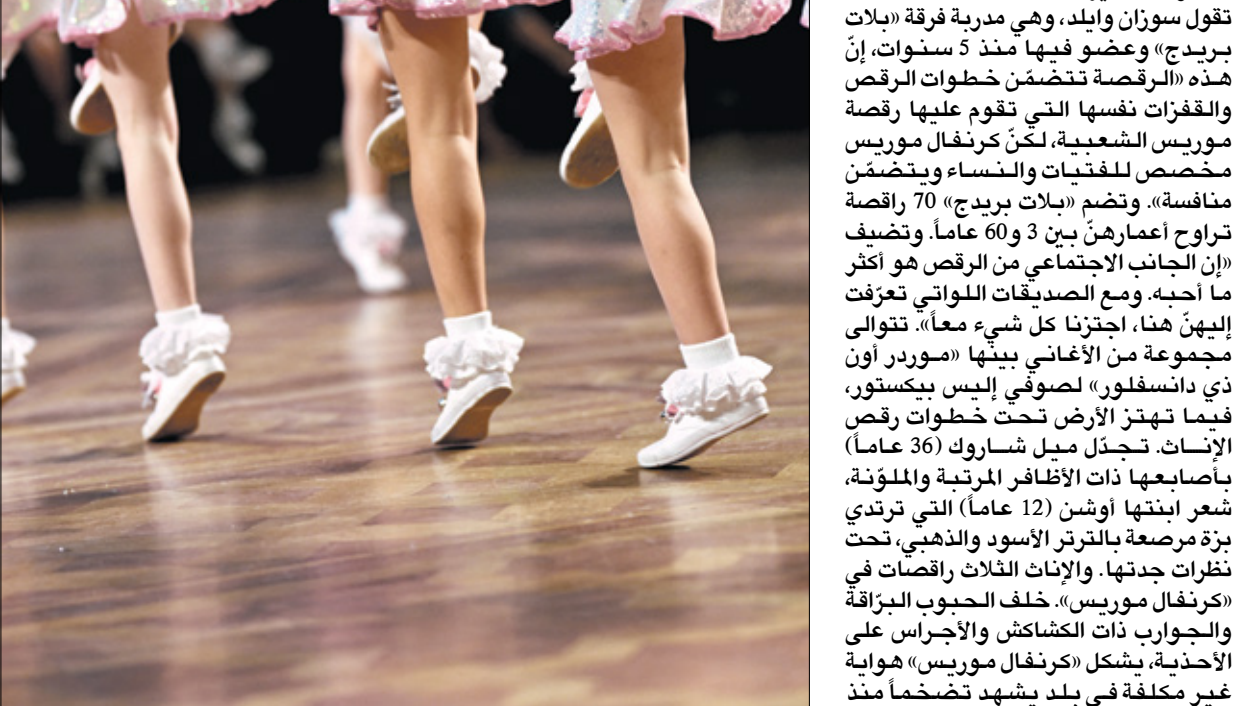 تقول سوزان وايلد، وهي مدربة فرقة «بلات
بريدج» وعضو فيها منذ 5 سنوات، إنّ
هذه «الرقصة تتضمّن خطوات الرقص
والقفزات نفسها التي تقوم عليها رقصة
موريس الشعبية، لكنّ كرنفال موريس
مخصص للفتيات والنساء ويتضمّن
منافسة». وتضم «بلات بريدج» 70 راقصة
تراوح أعمارهنّ بين 3 و60 عاماً. وتضيف
«إن الجانب الاجتماعي من الرقص هو أكثر
ما أحبه. ومع الصديقات اللواتي تعرّفت
إليهنّ هنا، اجتزنا كل شيء معاً». تتوالى
مجموعة من الأغاني بينها «موردر أون
ذي دانسفلور» لصوفي إليس بيكستور،
فيما تهتز الأرض تحت خطوات رقص
الإناث. تجدّل ميل شاروك (36 عاماً)
بأصابعها ذات الأظافر المرتبة والملوّنة،
شعر ابنتها أوشن (12 عاماً) التي ترتدي
بزة مرصعة بالترتر الأسود والذهبي، تحت
نظرات جدتها. والإناث الثلاث راقصات في
«كرنفال موريس». خلف الحبوب البرّاقة
والجوارب ذات الكشاكش والأجراس على
الأحذية، يشكل «كرنفال موريس» هواية
غير مكلفة في بلد يشهد تضخماً منذ